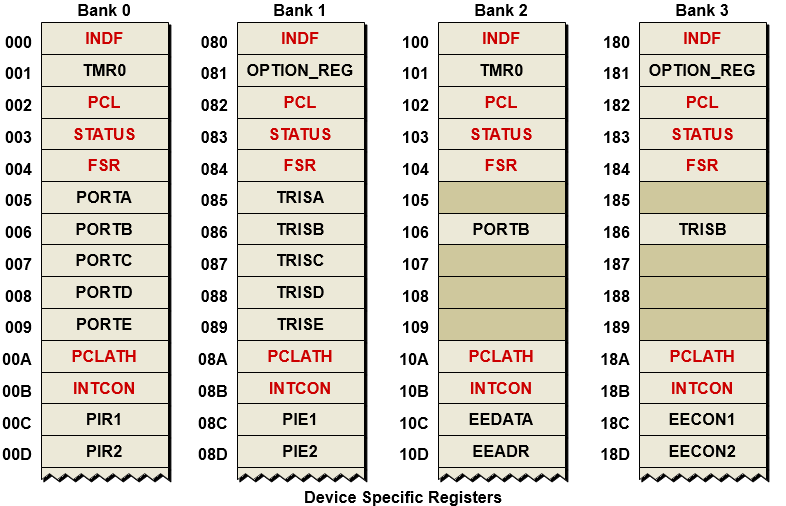 Bank 0 Bank 1 Bank 2 Bank 3
000 INDF 080 INDF 100 INDF 180 INDF
001 TMR0 081 OPTION_REG 101 TMR0 181 OPTION_REG
002 PCL 082 PCL 102 PCL 182 PCL
003 STATUS 083 STATUS 103 STATUS 183 STATUS
004 FSR 084 FSR 104 FSR 184 FSR
005 PORTA 085 TRISA 105 185
006 PORTB 086 TRISB 106 PORTB 186 TRISB
007 PORTC 087 TRISC 107 187
008 PORTD 088 TRISD 108 188
009 PORTE 089 TRISE 109 189
00A PCLATH 08A PCLATH 10A PCLATH 18A PCLATH
00B INTCON 08B INTCON 10B INTCON 18B INTCON
00C PIR1 08C PIE1 10C EEDATA 18C EECON1
00D PIR2 08D PIE2 10D EEADR 18D EECON2
Device Specific Registers